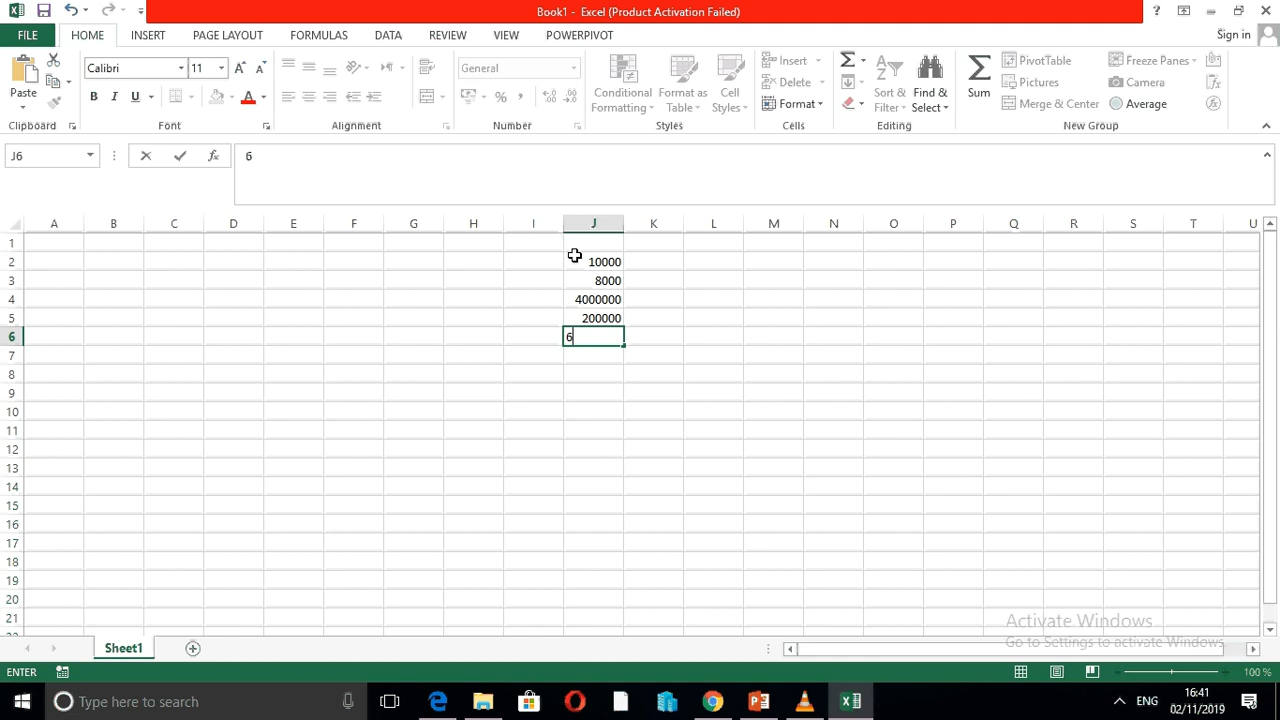 Book1 - Excel (Product Activation Failed)
FILE HOME INSERT PAGE LAYOUT FORMULAS DATA REVIEW VIEW POWERPIVOT Sign in
Calibri 11 General
Paste
B I U
Conditional Formatting Format as Table Cell Styles
Insert
Delete
Format
Sort & Filter Find & Select
Sum
PivotTable
Pictures
Merge & Center
Freeze Panes
Camera
Average
Clipboard Font Alignment Number Styles Cells Editing New Group
J6 fx 6
A B C D E F G H I J K L M N O P Q R S T U
1
2 10000
3 8000
4 4000000
5 200000
6 6
7
8
9
10
11
12
13
14
15
16
17
18
19
20
21
Activate Windows
Go to Settings to activate Windows.
Sheet1
ENTER 100 %
Type here to search ENG 16:41
02/11/2019